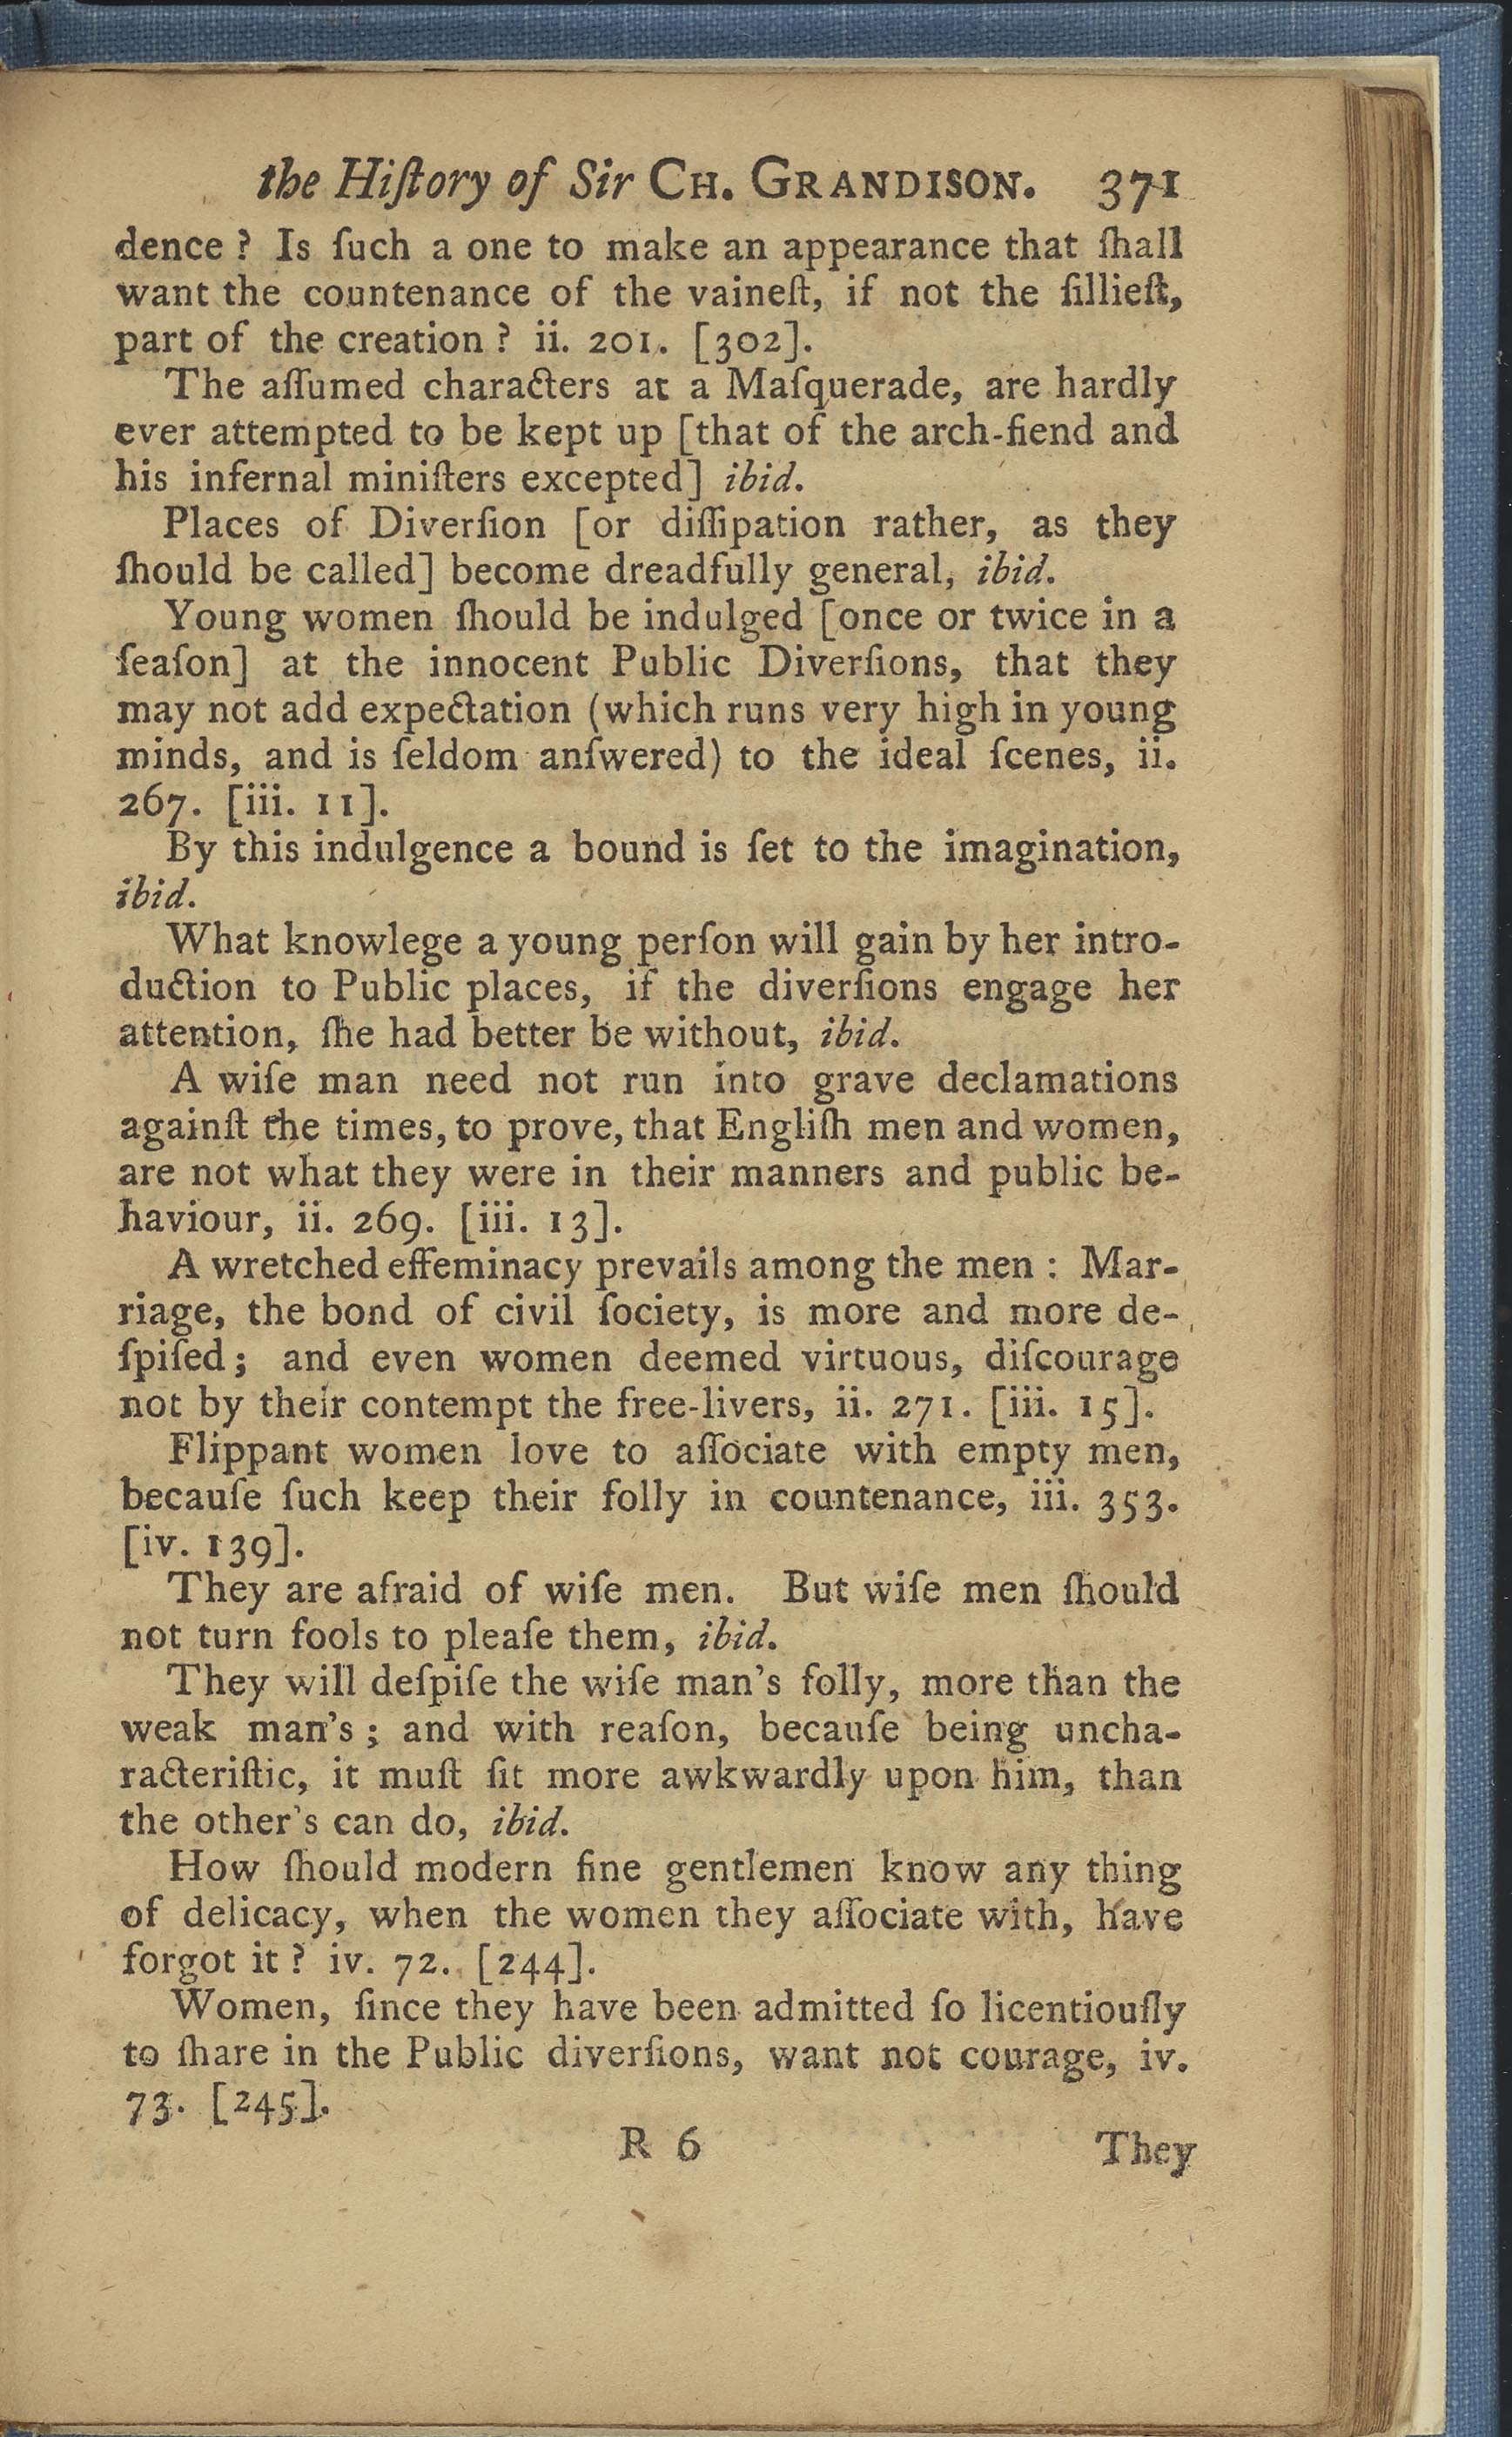 the Hiſtory of Sir CH. GRANDISON. 371
dence ? Is ſuch a one to make an appearance that ſhall
want the countenance of the vaineſt, if not the ſillieſt,
part of the creation ? ii. 201. [302].
The aſſumed characters at a Maſquerade, are hardly
ever attempted to be kept up [that of the arch-fiend and
his infernal miniſters excepted] ibid.
Places of Diverſion [or diſſipation rather, as they
ſhould be called] become dreadfully general, ibid.
Young women ſhould be indulged [once or twice in a
ſeaſon] at the innocent Public Diverſions, that they
may not add expectation (which runs very high in young
minds, and is ſeldom anſwered) to the ideal ſcenes, ii.
267. [iii. 11].
By this indulgence a bound is ſet to the imagination,
ibid.
What knowlege a young perſon will gain by her intro-
duction to Public places, if the diverſions engage her
attention, ſhe had better be without, ibid.
A wiſe man need not run into grave declamations
againſt the times, to prove, that Engliſh men and women,
are not what they were in their manners and public be-
haviour, ii. 269. [iii. 13].
A wretched effeminacy prevails among the men : Mar-
riage, the bond of civil ſociety, is more and more de-
ſpiſed ; and even women deemed virtuous, diſcourage
not by their contempt the free-livers, ii. 271. [iii. 15].
Flippant women love to aſſociate with empty men,
becauſe ſuch keep their folly in countenance, iii. 353.
[iv. 139].
They are afraid of wiſe men. But wiſe men ſhould
not turn fools to pleaſe them, ibid.
They will deſpiſe the wiſe man's folly, more than the
weak man's ; and with reaſon, becauſe being uncha-
racteriſtic, it muſt ſit more awkwardly upon him, than
the other's can do, ibid.
How ſhould modern fine gentlemen know any thing
of delicacy, when the women they aſſociate with, have
forgot it ? iv. 72. [244].
Women, ſince they have been admitted ſo licentiouſly
to ſhare in the Public diverſions, want not courage, iv.
73. [245].
R 6 They